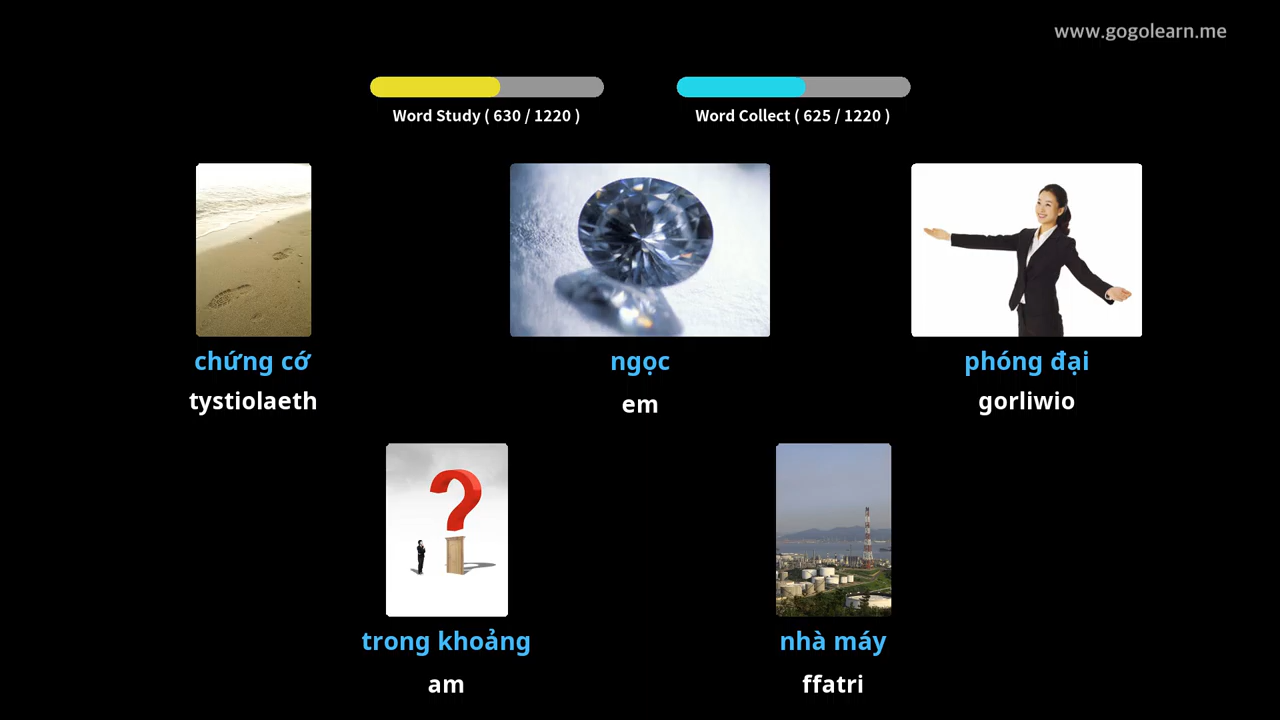 www.gogolearn.me
Word Study ( 630 / 1220 )
Word Collect ( 625 / 1220 )
chứng cớ
tystiolaeth
ngọc
em
phóng đại
gorliwio
trong khoảng
am
nhà máy
ffatri